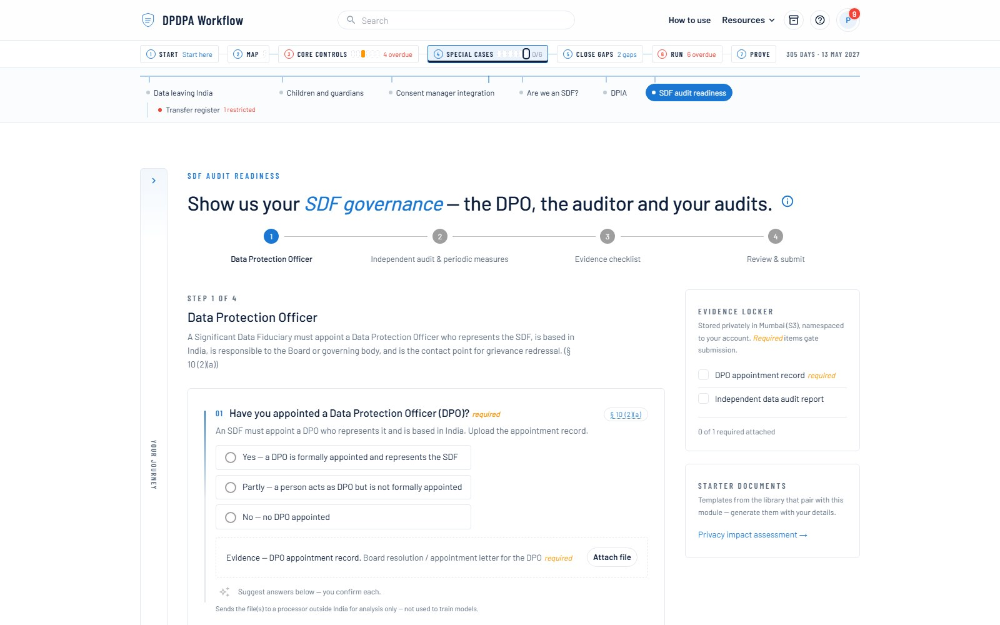 DPDPA Workflow
Search
How to use
Resources
P
9
1 START Start here
2 MAP
3 CORE CONTROLS 4 overdue
4 SPECIAL CASES 0/6
5 CLOSE GAPS 2 gaps
6 RUN 6 overdue
7 PROVE
305 DAYS · 13 MAY 2027
Data leaving India
Children and guardians
Consent manager integration
Are we an SDF?
DPIA
SDF audit readiness
Transfer register 1 restricted
YOUR JOURNEY
SDF AUDIT READINESS
Show us your SDF governance — the DPO, the auditor and your audits.
1
2
3
4
Data Protection Officer
Independent audit & periodic measures
Evidence checklist
Review & submit
STEP 1 OF 4
Data Protection Officer
A Significant Data Fiduciary must appoint a Data Protection Officer who represents the SDF, is based in
India, is responsible to the Board or governing body, and is the contact point for grievance redressal. (§
10(2)(a))
01 Have you appointed a Data Protection Officer (DPO)? required
§ 10(2)(a)
An SDF must appoint a DPO who represents it and is based in India. Upload the appointment record.
Yes — a DPO is formally appointed and represents the SDF
Partly — a person acts as DPO but is not formally appointed
No — no DPO appointed
Evidence — DPO appointment record. Board resolution / appointment letter for the DPO required
Attach file
Suggest answers below — you confirm each.
Sends the file(s) to a processor outside India for analysis only — not used to train models.
EVIDENCE LOCKER
Stored privately in Mumbai (S3), namespaced
to your account. Required items gate
submission.
DPO appointment record required
Independent data audit report
0 of 1 required attached
STARTER DOCUMENTS
Templates from the library that pair with this
module — generate them with your details.
Privacy impact assessment →